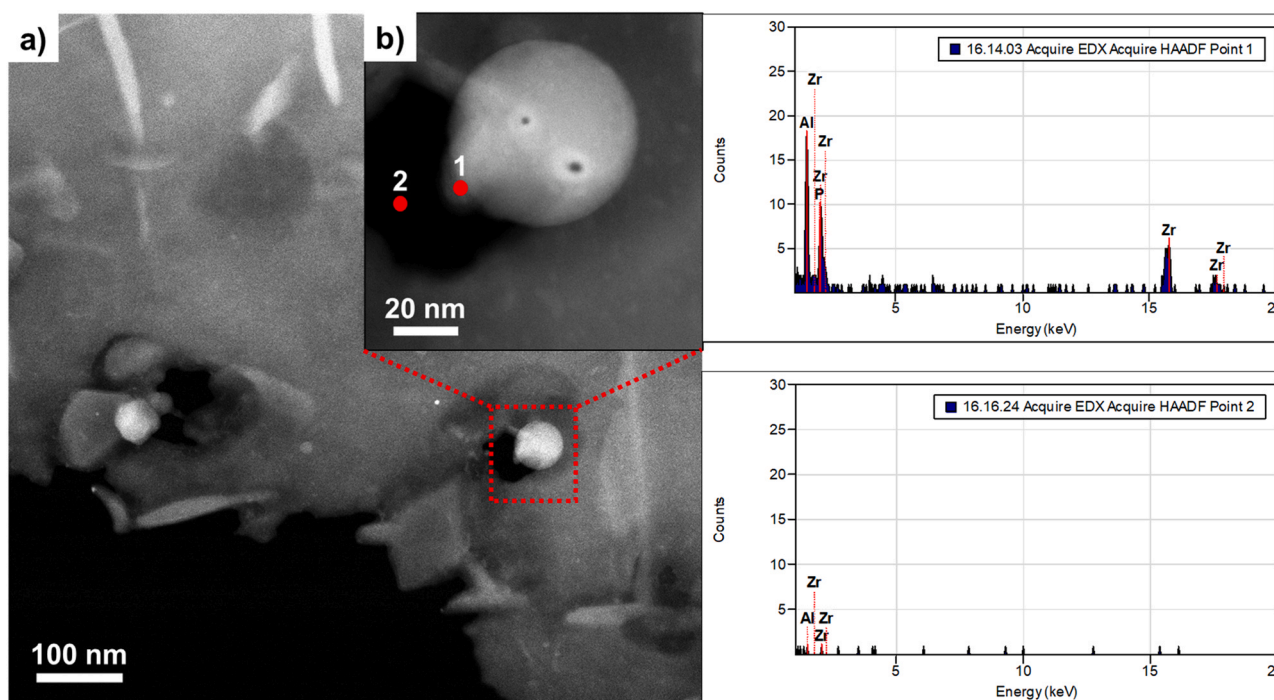 a)
100 nm
b)
1
2
20 nm
30
25
20
15
10
5
Counts
16.14.03 Acquire EDX Acquire HAADF Point 1
Zr
Al
Zr
Zr
P
Zr
Zr
Zr
5
10
15
2
Energy (keV)
30
25
20
15
10
5
Counts
16.16.24 Acquire EDX Acquire HAADF Point 2
Zr
Al
Zr
Zr
5
10
15
2
Energy (keV)